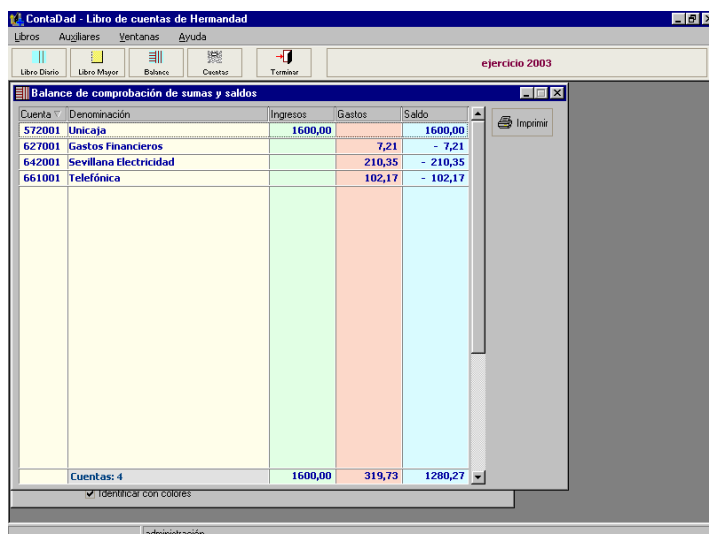 ContaDad - Libro de cuentas de Hermandad
Libros Auxiliares Ventanas Ayuda
Libro Diario Libro Mayor Balance Cuentas Terminar ejercicio 2003
Balance de comprobación de sumas y saldos
Cuenta Denominación Ingresos Gastos Saldo
Imprimir
572001 Unicaja 1600,00 1600,00
627001 Gastos Financieros 7,21 - 7,21
642001 Sevillana Electricidad 210,35 - 210,35
661001 Telefónica 102,17 - 102,17
Cuentas: 4 1600,00 319,73 1280,27
Identificar con colores
administración